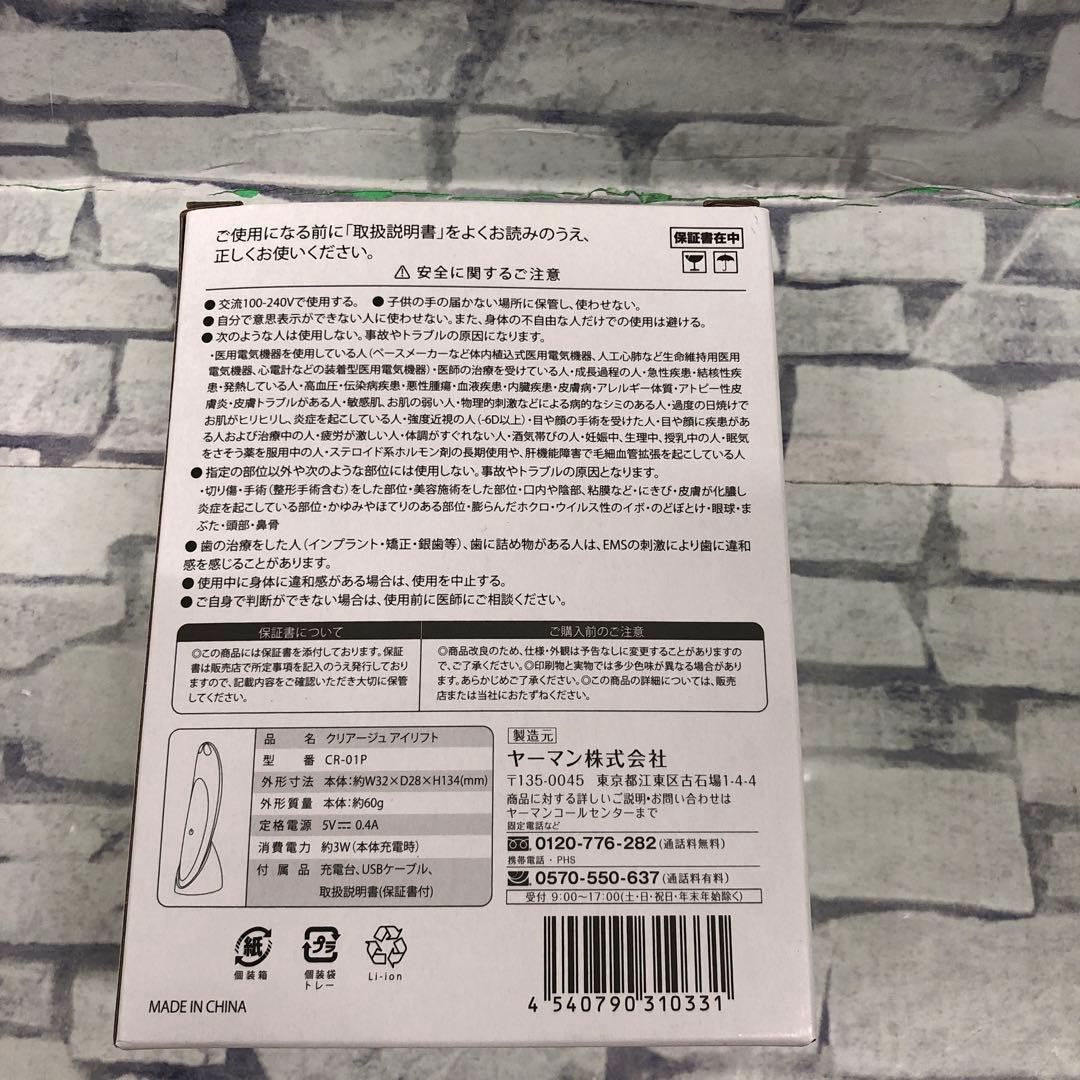 ご使用になる前に「取扱説明書」をよくお読みのうえ、
正しくお使いください。
保証書在中
⚠ 安全に関するご注意
●交流100-240Vで使用する。 ●子供の手の届かない場所に保管し、使わせない。
●自分で意思表示ができない人に使わせない。また、身体の不自由な人だけでの使用は避ける。
●次のような人は使用しない。事故やトラブルの原因になります。
・医用電気機器を使用している人(ペースメーカーなど体内植込式医用電気機器、人工心肺など生命維持用医用
電気機器、心電計などの装着型医用電気機器)・医師の治療を受けている人・成長過程の人・急性疾患・結核性疾
患・発熱している人・高血圧・伝染病疾患・悪性腫瘍・血液疾患・内臓疾患・皮膚病・アレルギー体質・アトピー性皮
膚炎・皮膚トラブルがある人・敏感肌、お肌の弱い人・物理的刺激などによる病的なシミのある人・過度の日焼けで
お肌がヒリヒリし、炎症を起こしている人・強度近視の人(-6D以上)・目や顔の手術を受けた人・目や顔に疾患があ
る人および治療中の人・疲労が激しい人・体調がすぐれない人・酒気帯びの人・妊娠中、生理中、授乳中の人・眠気
をさそう薬を服用中の人・ステロイド系ホルモン剤の長期使用や、肝機能障害で毛細血管拡張を起こしている人
●指定の部位以外や次のような部位には使用しない。事故やトラブルの原因となります。
・切り傷・手術(整形手術含む)をした部位・美容施術をした部位・口内や陰部、粘膜など・にきび・皮膚が化膿し
炎症を起こしている部位・かゆみやほてりのある部位・膨らんだホクロ・ウイルス性のイボ・のどぼとけ・眼球・ま
ぶた・頭部・鼻骨
●歯の治療をした人(インプラント・矯正・銀歯等)、歯に詰め物がある人は、EMSの刺激により歯に違和
感を感じることがあります。
●使用中に身体に違和感がある場合は、使用を中止する。
●ご自身で判断ができない場合は、使用前に医師にご相談ください。
保証書について
◎この商品には保証書を添付しております。保証
書は販売店で所定事項を記入のうえ発行しており
ますので、記載内容をご確認いただき大切に保管
してください。
ご購入前のご注意
◎商品改良のため、仕様・外観は予告なしに変更することがありますの
で、ご了承ください。◎印刷物と実物では多少色味が異なる場合があり
ます。あらかじめご了承ください。◎この商品の詳細については、販売
店または当社におたずねください。
品 名 クリアージュ アイリフト
型 番 CR-01P
外形寸法 本体:約W32×D28×H134(mm)
外形質量 本体:約60g
定格電源 5V⎓ 0.4A
消費電力 約3W(本体充電時)
付属品 充電台、USBケーブル、
取扱説明書(保証書付)
製造元
ヤーマン株式会社
〒135-0045 東京都江東区古石場1-4-4
商品に対する詳しいご説明・お問い合わせは
ヤーマンコールセンターまで
固定電話など
0120-776-282(通話料無料)
携帯電話・PHS
0570-550-637(通話料有料)
受付 9:00〜17:00(土・日・祝日・年末年始除く)
紙
個装箱
プラ
個装袋
トレー
Li-ion
MADE IN CHINA
4 540790 310331